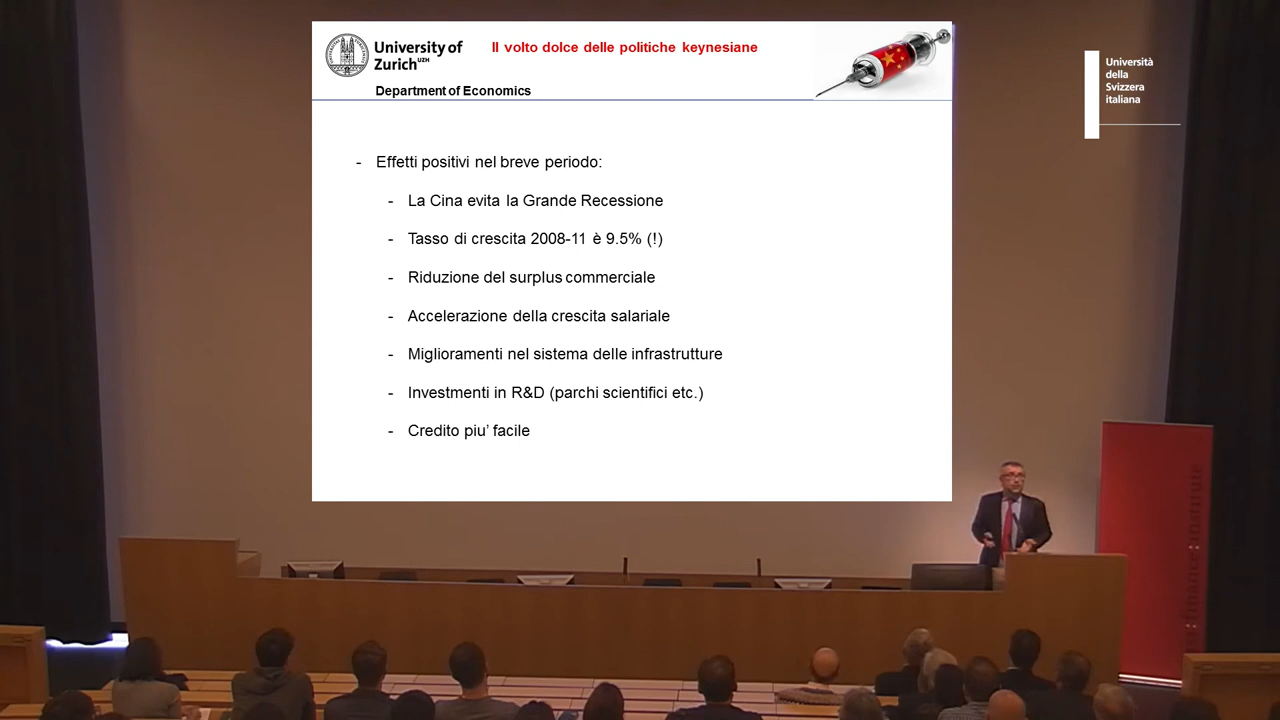 University of
Zurich UZH
Il volto dolce delle politiche keynesiane
Department of Economics
Università
della
Svizzera
italiana
- Effetti positivi nel breve periodo:
- La Cina evita la Grande Recessione
- Tasso di crescita 2008-11 è 9.5% (!)
- Riduzione del surplus commerciale
- Accelerazione della crescita salariale
- Miglioramenti nel sistema delle infrastrutture
- Investimenti in R&D (parchi scientifici etc.)
- Credito piu’ facile
finance institute